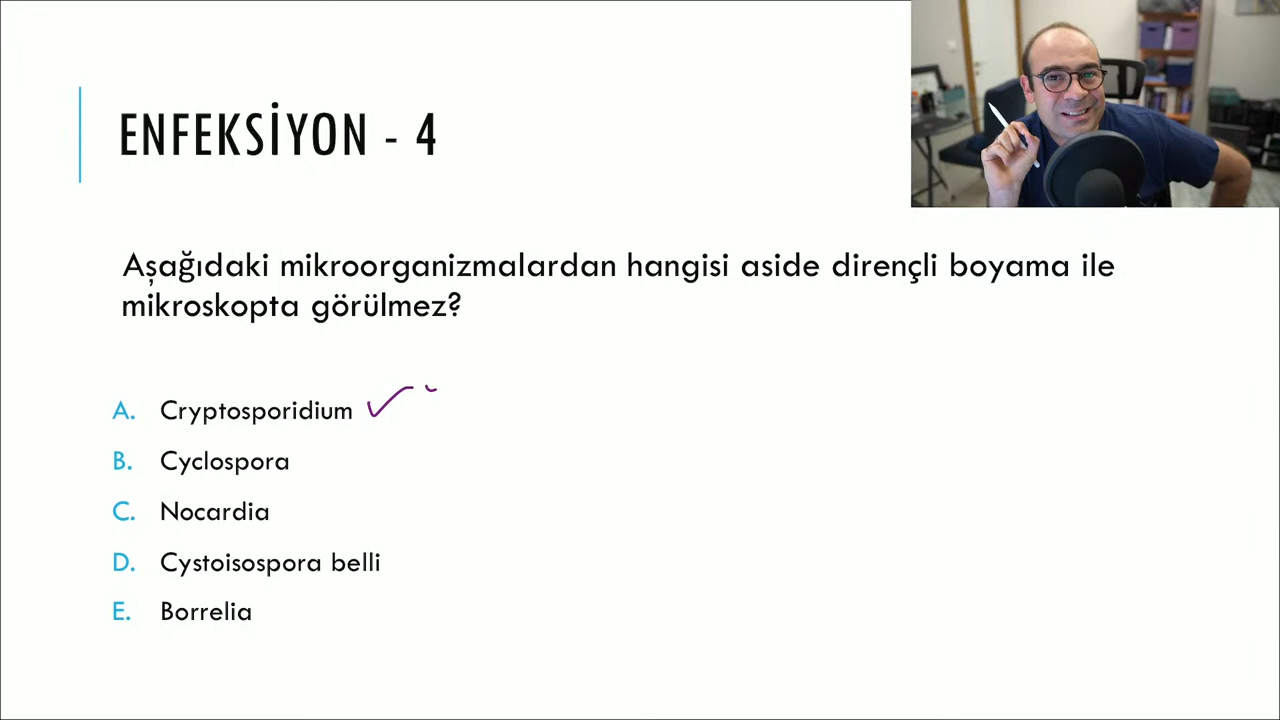 ENFEKSİYON - 4
Aşağıdaki mikroorganizmalardan hangisi aside dirençli boyama ile
mikroskopta görülmez?
A. Cryptosporidium
B. Cyclospora
C. Nocardia
D. Cystoisospora belli
E. Borrelia